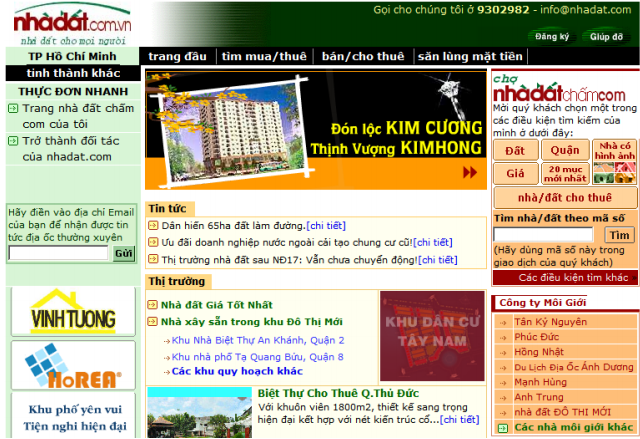 nhàđất.com.vn
nhà đất cho mọi người
Gọi cho chúng tôi ở 9302982 - info@nhadat.com
Đăng ký
Giúp đỡ
TP Hồ Chí Minh
tỉnh thành khác
trang đầu
tìm mua/thuê
bán/cho thuê
săn lùng mặt tiền
THỰC ĐƠN NHANH
Trang nhà đất chấm
com của tôi
Trở thành đối tác
của nhadat.com
Hãy điền vào địa chỉ Email
của bạn để nhận được tin
tức địa ốc thường xuyên
Gửi
VINH TUONG
HoREA
Khu phố yên vui
Tiện nghi hiện đại
Đón lộc KIM CƯƠNG
Thịnh Vượng KIMHONG
Tin tức
Dân hiến 65ha đất làm đường.[chi tiết]
Ưu đãi doanh nghiệp nước ngoài cải tạo chung cư cũ![chi tiết]
Thị trường nhà đất sau NĐ17: Vẫn chưa chuyển động![chi tiết]
Thị trường
Nhà đất Giá Tốt Nhất
Nhà xây sẵn trong khu Đô Thị Mới
Khu Nhà Biệt Thự An Khánh, Quận 2
Khu nhà phố Tạ Quang Bửu, Quận 8
Các khu quy hoạch khác
KHU DÂN CƯ
TÂY NAM
Biệt Thự Cho Thuê Q.Thủ Đức
Với khuôn viên 1800m2, thiết kế sang trọng
hiện đại kết hợp với nét kiến trúc cổ...[chi tiết]
chợ
nhàđấtchấmcom
Mời quý khách chọn một trong
các điều kiện tìm kiếm của
mình ở dưới đây:
Đất
Quận
Nhà có
hình ảnh
Giá
20 mục
mới nhất
nhà/đất cho thuê
Tìm nhà/đất theo mã số
Tìm
(Hãy dùng mã số này trong
giao dịch của quý khách)
Các điều kiện tìm khác
Công ty Môi Giới
Tân Kỷ Nguyên
Phúc Đức
Hồng Nhật
Du Lịch Địa Ốc Ánh Dương
Mạnh Hùng
Anh Trung
nhà đất ĐÔ THỊ MỚI
Các nhà môi giới khác